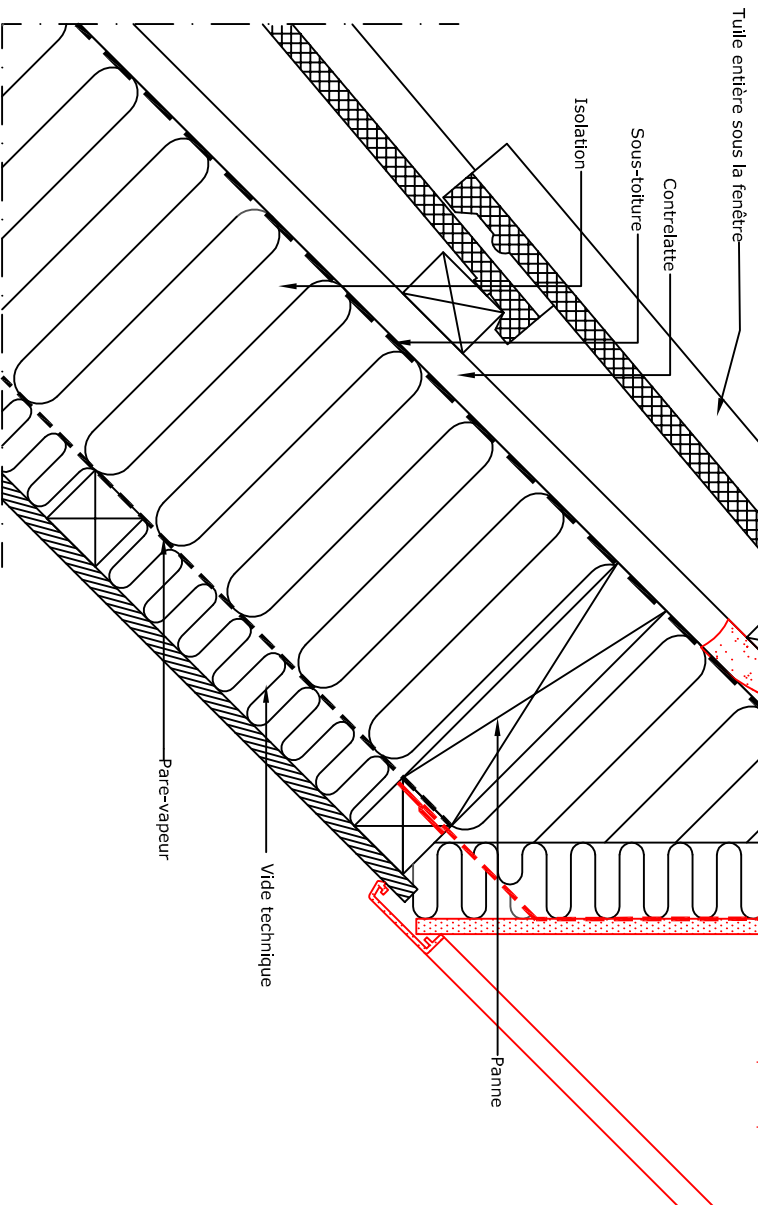 Tuile entière sous la fenêtre
Contrelatte
Sous-toiture
Isolation
Panne
Vide technique
Pare-vapeur